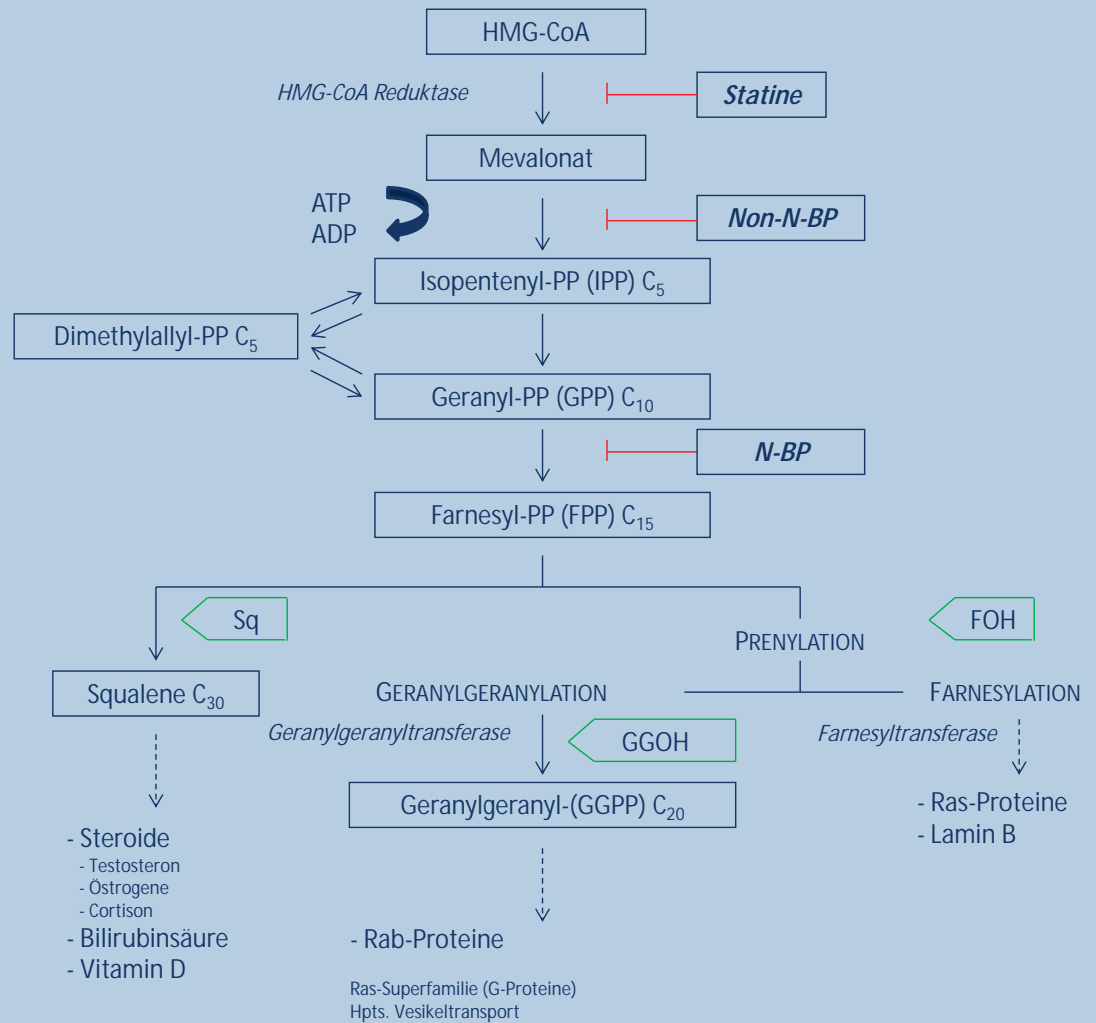 HMG-CoA
HMG-CoA Reduktase
Statine
Mevalonat
ATP
ADP
Non-N-BP
Isopentenyl-PP (IPP) C5
Dimethylallyl-PP C5
Geranyl-PP (GPP) C10
N-BP
Farnesyl-PP (FPP) C15
Sq
FOH
PRENYLATION
Squalene C30
GERANYLGERANYLATION
FARNESYLATION
Geranylgeranyltransferase
GGOH
Farnesyltransferase
Geranylgeranyl-(GGPP) C20
- Ras-Proteine
- Lamin B
- Steroide
- Testosteron
- Östrogene
- Cortison
- Bilirubinsäure
- Vitamin D
- Rab-Proteine
Ras-Superfamilie (G-Proteine)
Hpts. Vesikeltransport